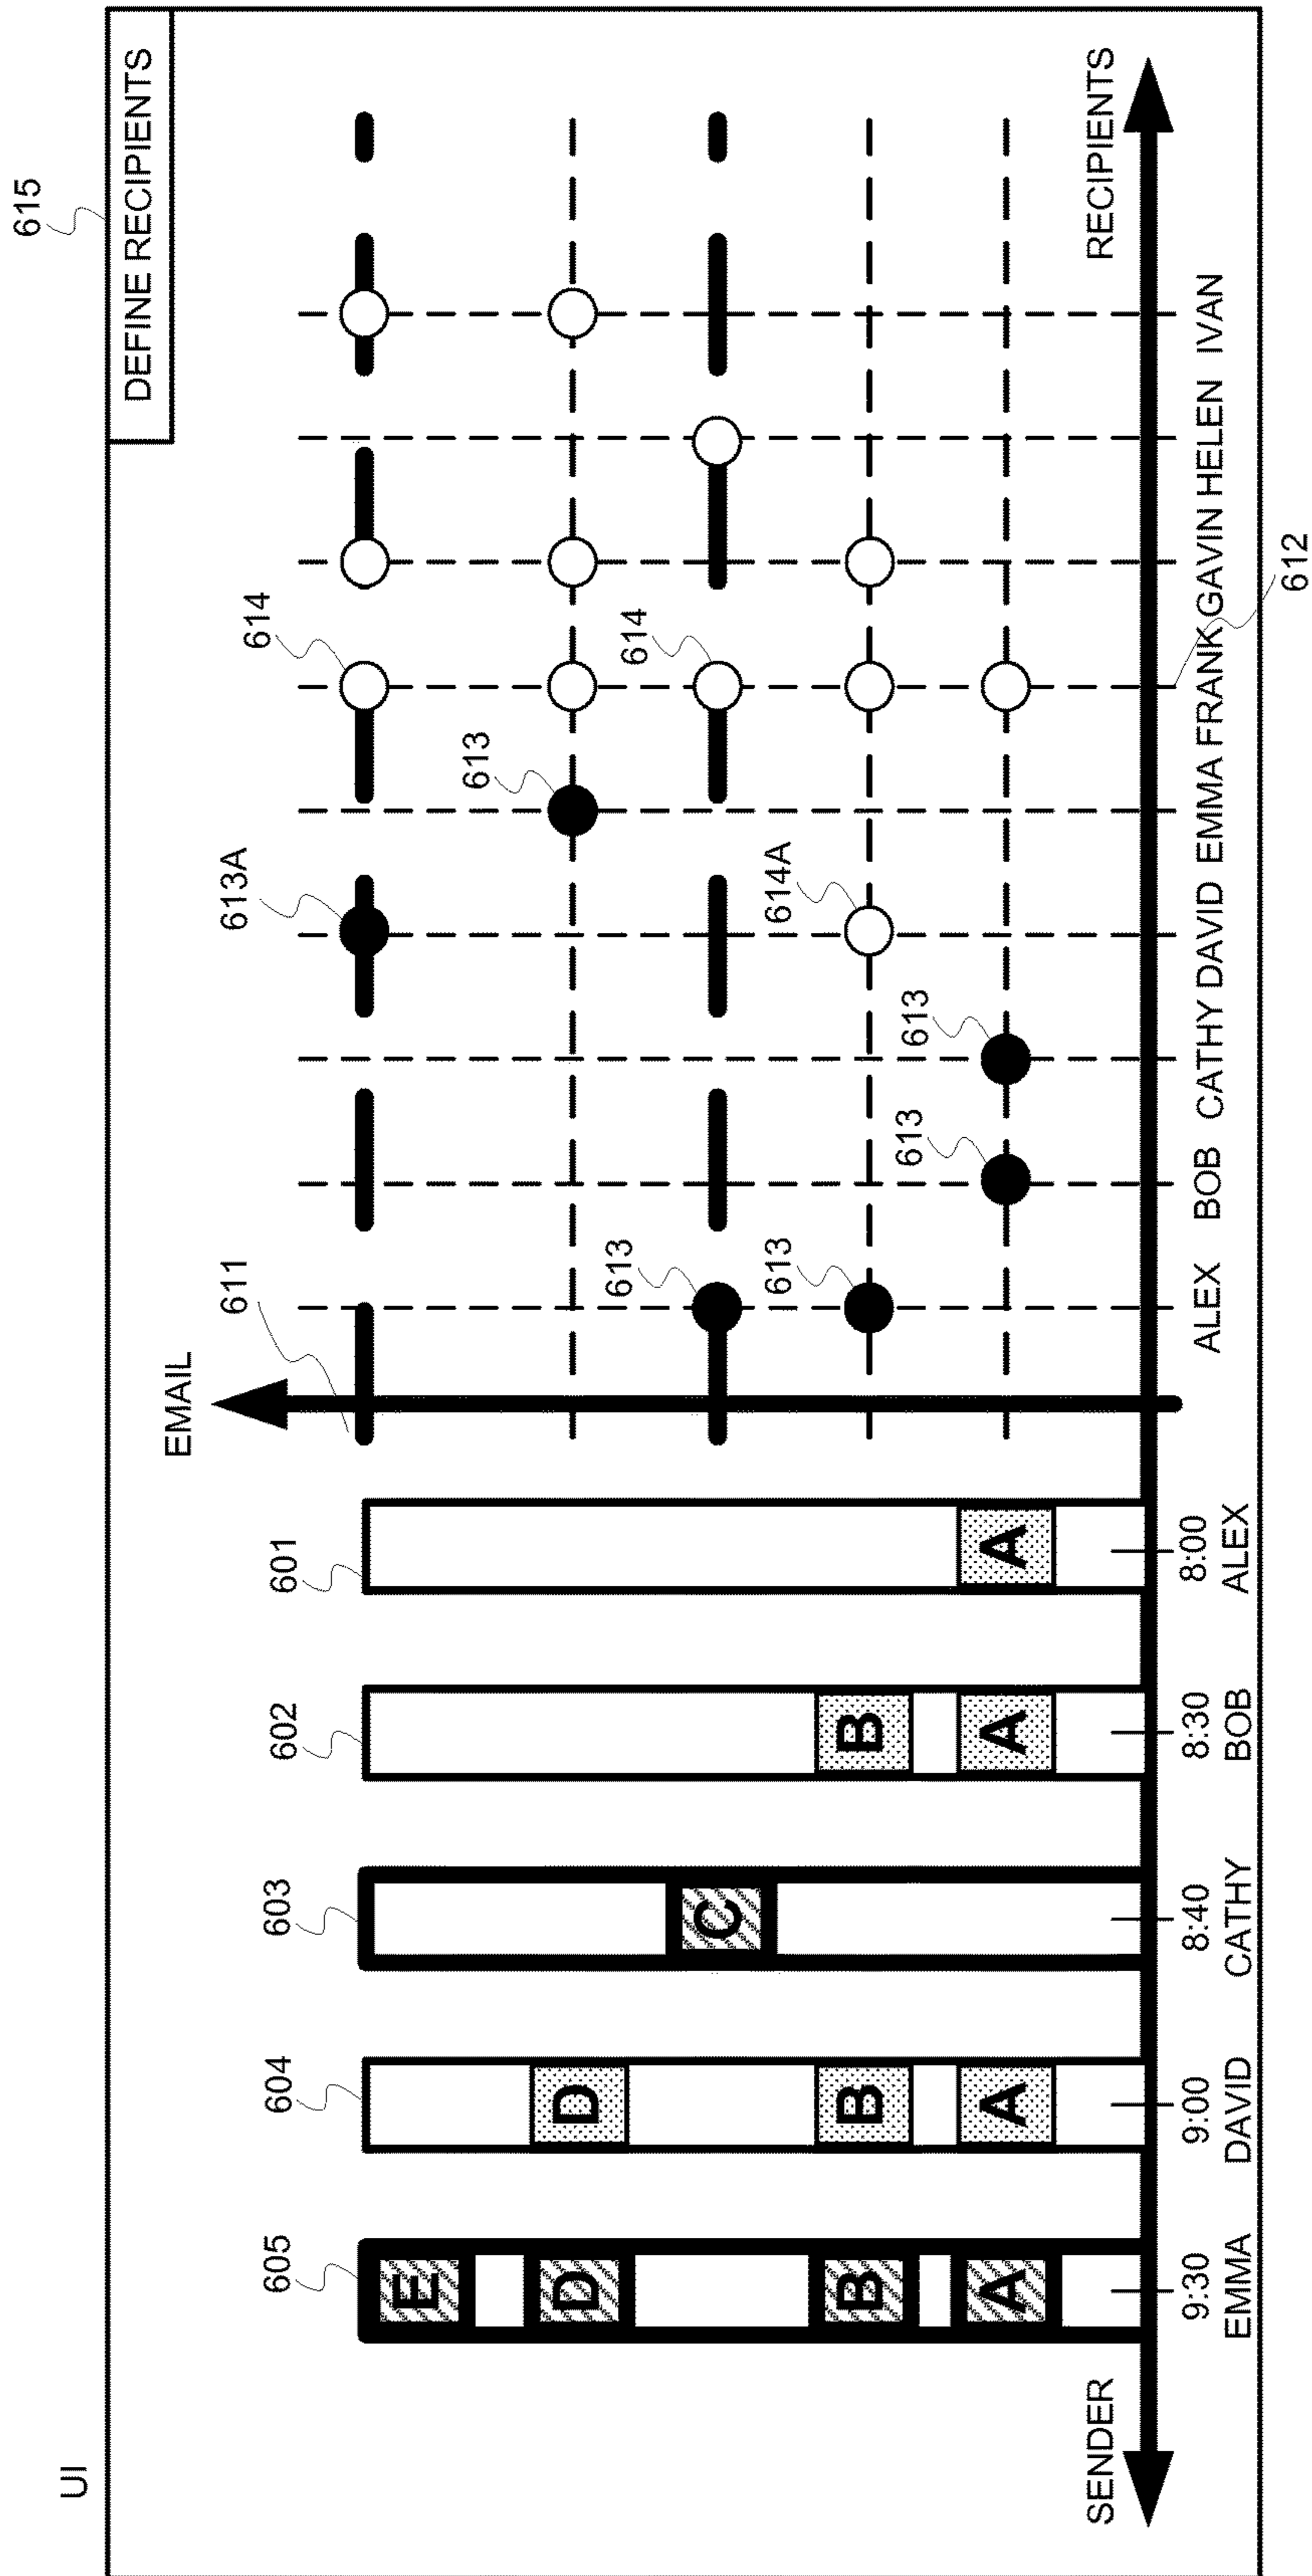 UI
615
DEFINE RECIPIENTS
EMAIL
611
613A
614
613
614
613
613
614A
613
613
605
604
603
602
601
E
D
D
C
B
B
B
A
A
A
A
SENDER
RECIPIENTS
9:30
9:00
8:40
8:30
8:00
EMMA
DAVID
CATHY
BOB
ALEX
ALEX BOB CATHY DAVID EMMA FRANK GAVIN HELEN IVAN
612